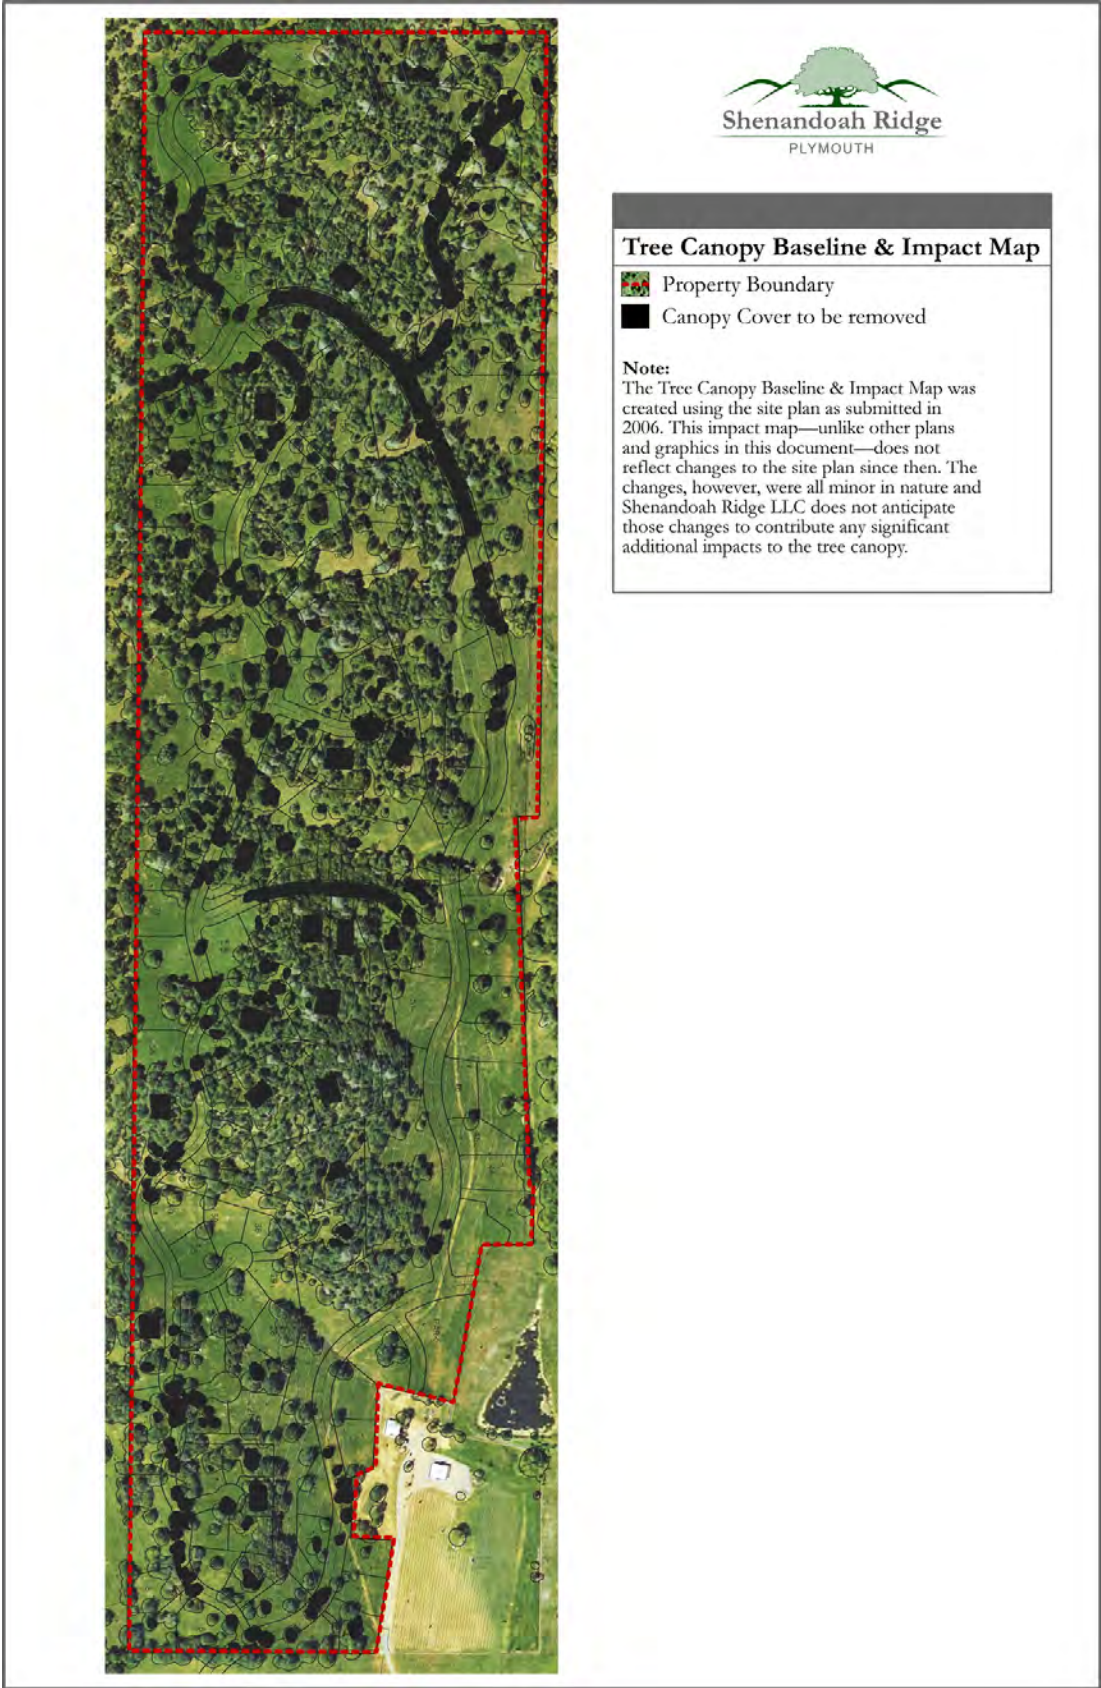 Shenandoah Ridge
PLYMOUTH
Tree Canopy Baseline & Impact Map
Property Boundary
Canopy Cover to be removed
Note:
The Tree Canopy Baseline & Impact Map was
created using the site plan as submitted in
2006. This impact map—unlike other plans
and graphics in this document—does not
reflect changes to the site plan since then. The
changes, however, were all minor in nature and
Shenandoah Ridge LLC does not anticipate
those changes to contribute any significant
additional impacts to the tree canopy.